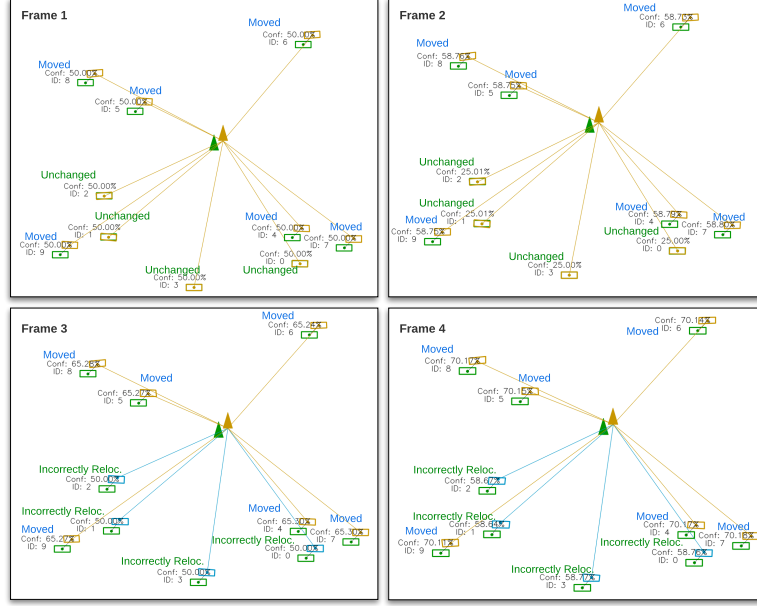 Frame 1
Moved
Conf: 50.00%
ID: 6
Moved
Conf: 50.00%
ID: 8
Moved
Conf: 50.00%
ID: 5
Unchanged
Conf: 50.00%
ID: 2
Unchanged
Conf: 50.00%
ID: 1
Moved
Conf: 50.00%
ID: 9
Moved
Conf: 50.00%
ID: 4
Moved
Conf: 50.00%
ID: 7
Unchanged
Conf: 50.00%
ID: 0
Unchanged
Conf: 50.00%
ID: 3
Frame 2
Moved
Conf: 58.73%
ID: 6
Moved
Conf: 58.76%
ID: 8
Moved
Conf: 58.75%
ID: 5
Unchanged
Conf: 25.01%
ID: 2
Unchanged
Conf: 25.01%
ID: 1
Moved
Conf: 58.75%
ID: 9
Moved
Conf: 58.79%
ID: 4
Moved
Conf: 58.80%
ID: 7
Unchanged
Conf: 25.00%
ID: 0
Unchanged
Conf: 25.00%
ID: 3
Frame 3
Moved
Conf: 65.24%
ID: 6
Moved
Conf: 65.28%
ID: 8
Moved
Conf: 65.27%
ID: 5
Incorrectly Reloc.
Conf: 50.00%
ID: 2
Incorrectly Reloc.
Conf: 50.00%
ID: 1
Moved
Conf: 65.27%
ID: 9
Moved
Conf: 65.30%
ID: 4
Moved
Conf: 65.30%
ID: 7
Incorrectly Reloc.
Conf: 50.00%
ID: 0
Incorrectly Reloc.
Conf: 50.00%
ID: 3
Frame 4
Moved
Conf: 70.14%
ID: 6
Moved
Conf: 70.17%
ID: 8
Moved
Conf: 70.15%
ID: 5
Incorrectly Reloc.
Conf: 58.67%
ID: 2
Incorrectly Reloc.
Conf: 58.64%
ID: 1
Moved
Conf:
ID: 9
Moved
Conf: 70.17%
ID: 4
Moved
Conf: 70.18%
ID: 7
Incorrectly Reloc.
Conf: 58.76%
ID: 0
Incorrectly Reloc.
Conf: 58.77%
ID: 3